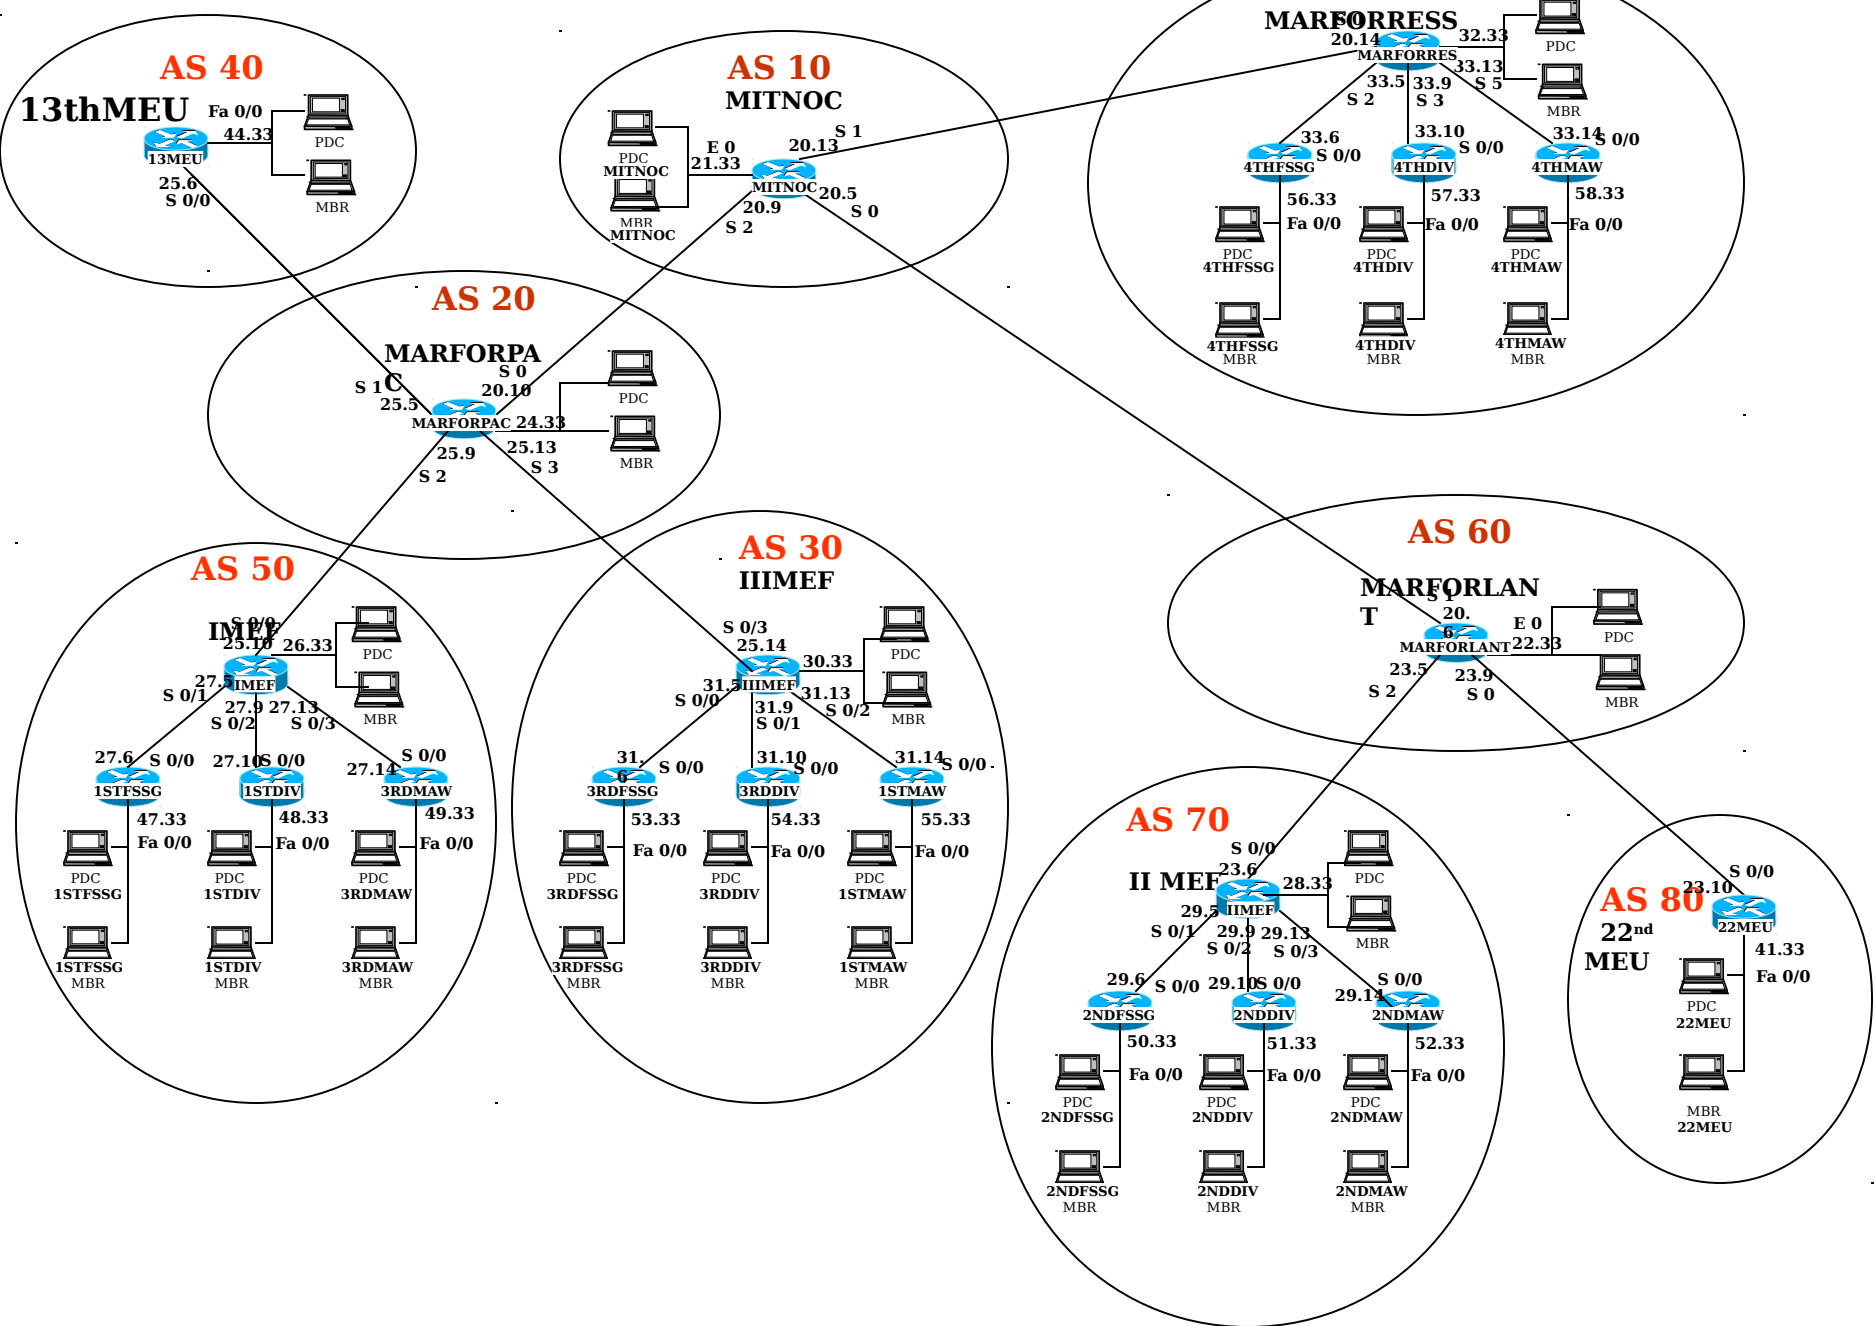 AS 40
13thMEU
Fa 0/0
44.33
PDC
13MEU
25.6
S 0/0
MBR
AS 10
MITNOC
S 1
20.13
E 0
21.33
PDC
MITNOC
MITNOC
20.5
S 0
20.9
S 2
MBR
MITNOC
MARFORRESS
S 0
20.14
32.33
PDC
MARFORRES
33.13
S 5
33.5
S 2
33.9
S 3
MBR
33.6
S 0/0
33.10
S 0/0
33.14
S 0/0
4THFSSG
4THDIV
4THMAW
56.33
57.33
58.33
Fa 0/0
Fa 0/0
Fa 0/0
PDC
4THFSSG
PDC
4THDIV
PDC
4THMAW
4THFSSG
MBR
4THDIV
MBR
4THMAW
MBR
AS 20
MARFORPA
C
S 0
20.10
S 1
25.5
PDC
MARFORPAC
24.33
25.9
S 2
25.13
S 3
MBR
AS 50
IMEF
S 0/0
25.10
26.33
PDC
IMEF
27.5
S 0/1
27.9
S 0/2
27.13
S 0/3
MBR
27.6
S 0/0
27.10
S 0/0
27.14
S 0/0
1STFSSG
1STDIV
3RDMAW
47.33
48.33
49.33
Fa 0/0
Fa 0/0
Fa 0/0
PDC
1STFSSG
PDC
1STDIV
PDC
3RDMAW
1STFSSG
MBR
1STDIV
MBR
3RDMAW
MBR
AS 30
IIIMEF
S 0/3
25.14
30.33
PDC
IIIMEF
31.5
S 0/0
31.9
S 0/1
31.13
S 0/2
MBR
31.
6
S 0/0
31.10
S 0/0
31.14
S 0/0
3RDFSSG
3RDDIV
1STMAW
53.33
54.33
55.33
Fa 0/0
Fa 0/0
Fa 0/0
PDC
3RDFSSG
PDC
3RDDIV
PDC
1STMAW
3RDFSSG
MBR
3RDDIV
MBR
1STMAW
MBR
AS 60
MARFORLAN
T
S 1
20.
6
E 0
22.33
PDC
MARFORLANT
23.5
S 2
23.9
S 0
MBR
AS 70
II MEF
S 0/0
23.6
28.33
PDC
IIMEF
29.5
S 0/1
29.9
S 0/2
29.13
S 0/3
MBR
29.6
S 0/0
29.10
S 0/0
29.14
S 0/0
2NDFSSG
2NDDIV
2NDMAW
50.33
51.33
52.33
Fa 0/0
Fa 0/0
Fa 0/0
PDC
2NDFSSG
PDC
2NDDIV
PDC
2NDMAW
2NDFSSG
MBR
2NDDIV
MBR
2NDMAW
MBR
AS 80
22nd
MEU
S 0/0
23.10
22MEU
41.33
Fa 0/0
PDC
22MEU
MBR
22MEU